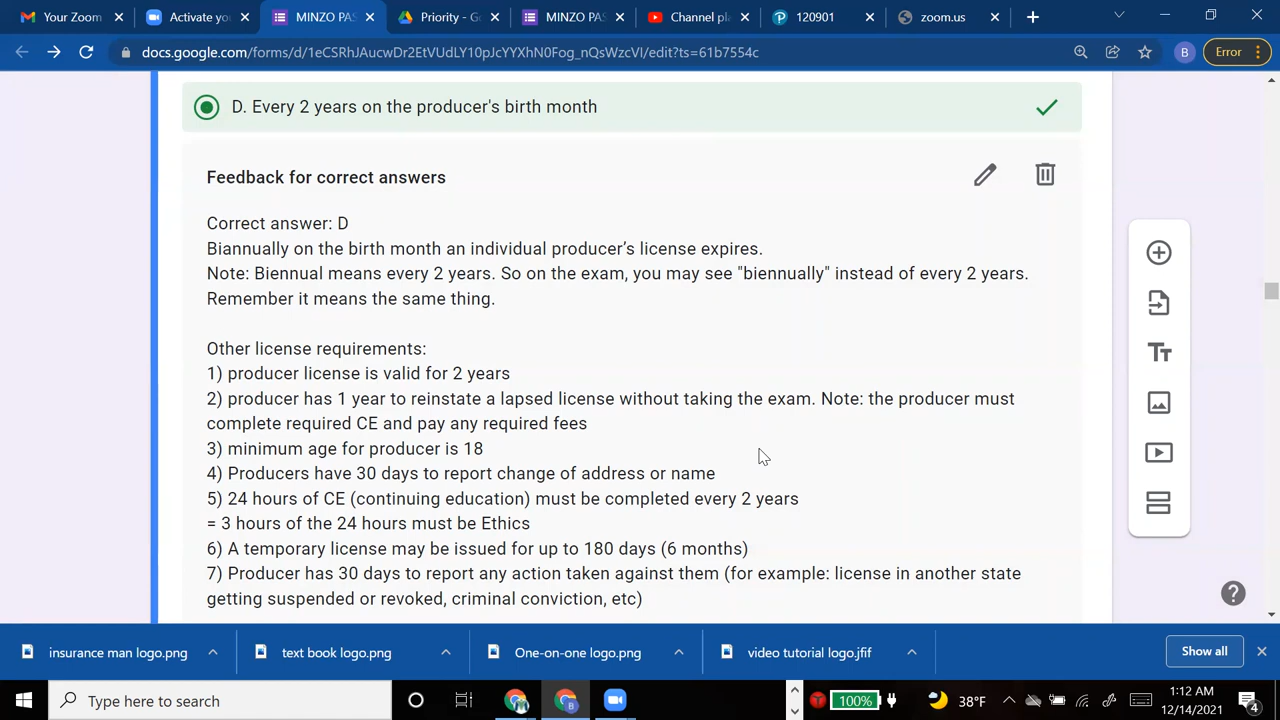 Your Zoom
Activate you
MINZO PAS
Priority - Go
MINZO PAS
Channel pla
120901
zoom.us
docs.google.com/forms/d/1eCSRhJAucwDr2EtVUdLY10pJcYYXhN0Fog_nQsWzcVI/edit?ts=61b7554c
B
Error
D. Every 2 years on the producer's birth month
Feedback for correct answers
Correct answer: D
Biannually on the birth month an individual producer’s license expires.
Note: Biennual means every 2 years. So on the exam, you may see "biennually" instead of every 2 years.
Remember it means the same thing.
Other license requirements:
1) producer license is valid for 2 years
2) producer has 1 year to reinstate a lapsed license without taking the exam. Note: the producer must
complete required CE and pay any required fees
3) minimum age for producer is 18
4) Producers have 30 days to report change of address or name
5) 24 hours of CE (continuing education) must be completed every 2 years
= 3 hours of the 24 hours must be Ethics
6) A temporary license may be issued for up to 180 days (6 months)
7) Producer has 30 days to report any action taken against them (for example: license in another state
getting suspended or revoked, criminal conviction, etc)
Tт
insurance man logo.png
text book logo.png
One-on-one logo.png
video tutorial logo.jfif
Show all
Type here to search
100%
38°F
1:12 AM
12/14/2021
4